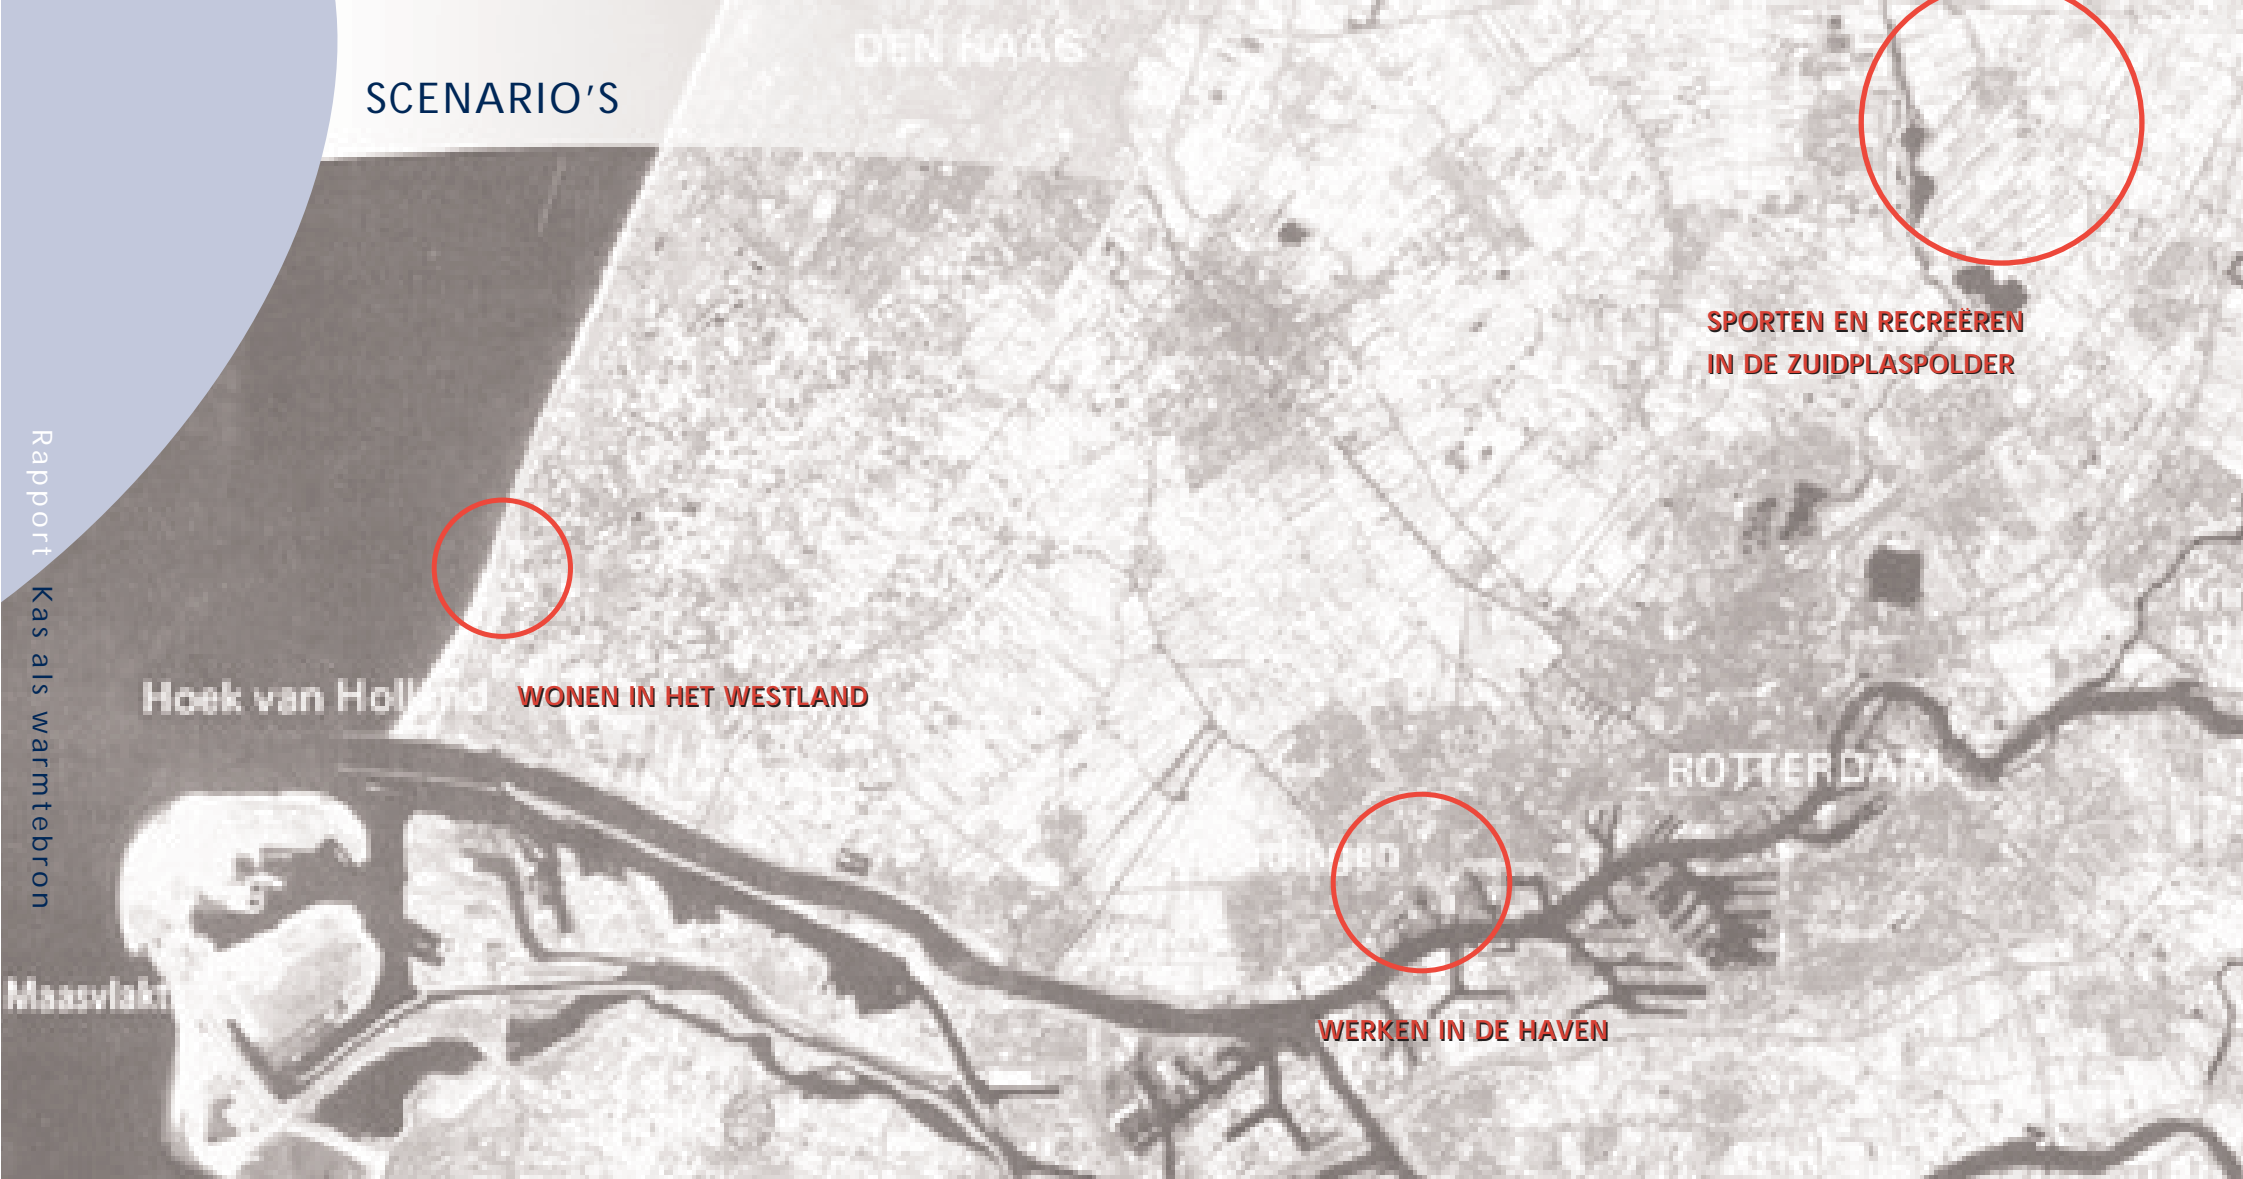 DEN HAAG
SCENARIO'S
SPORTEN EN RECREËREN
IN DE ZUIDPLASPOLDER
Rapport Kas als warmtebron
Hoek van Holland
WONEN IN HET WESTLAND
ROTTERDAM
Maasvlakt
WERKEN IN DE HAVEN